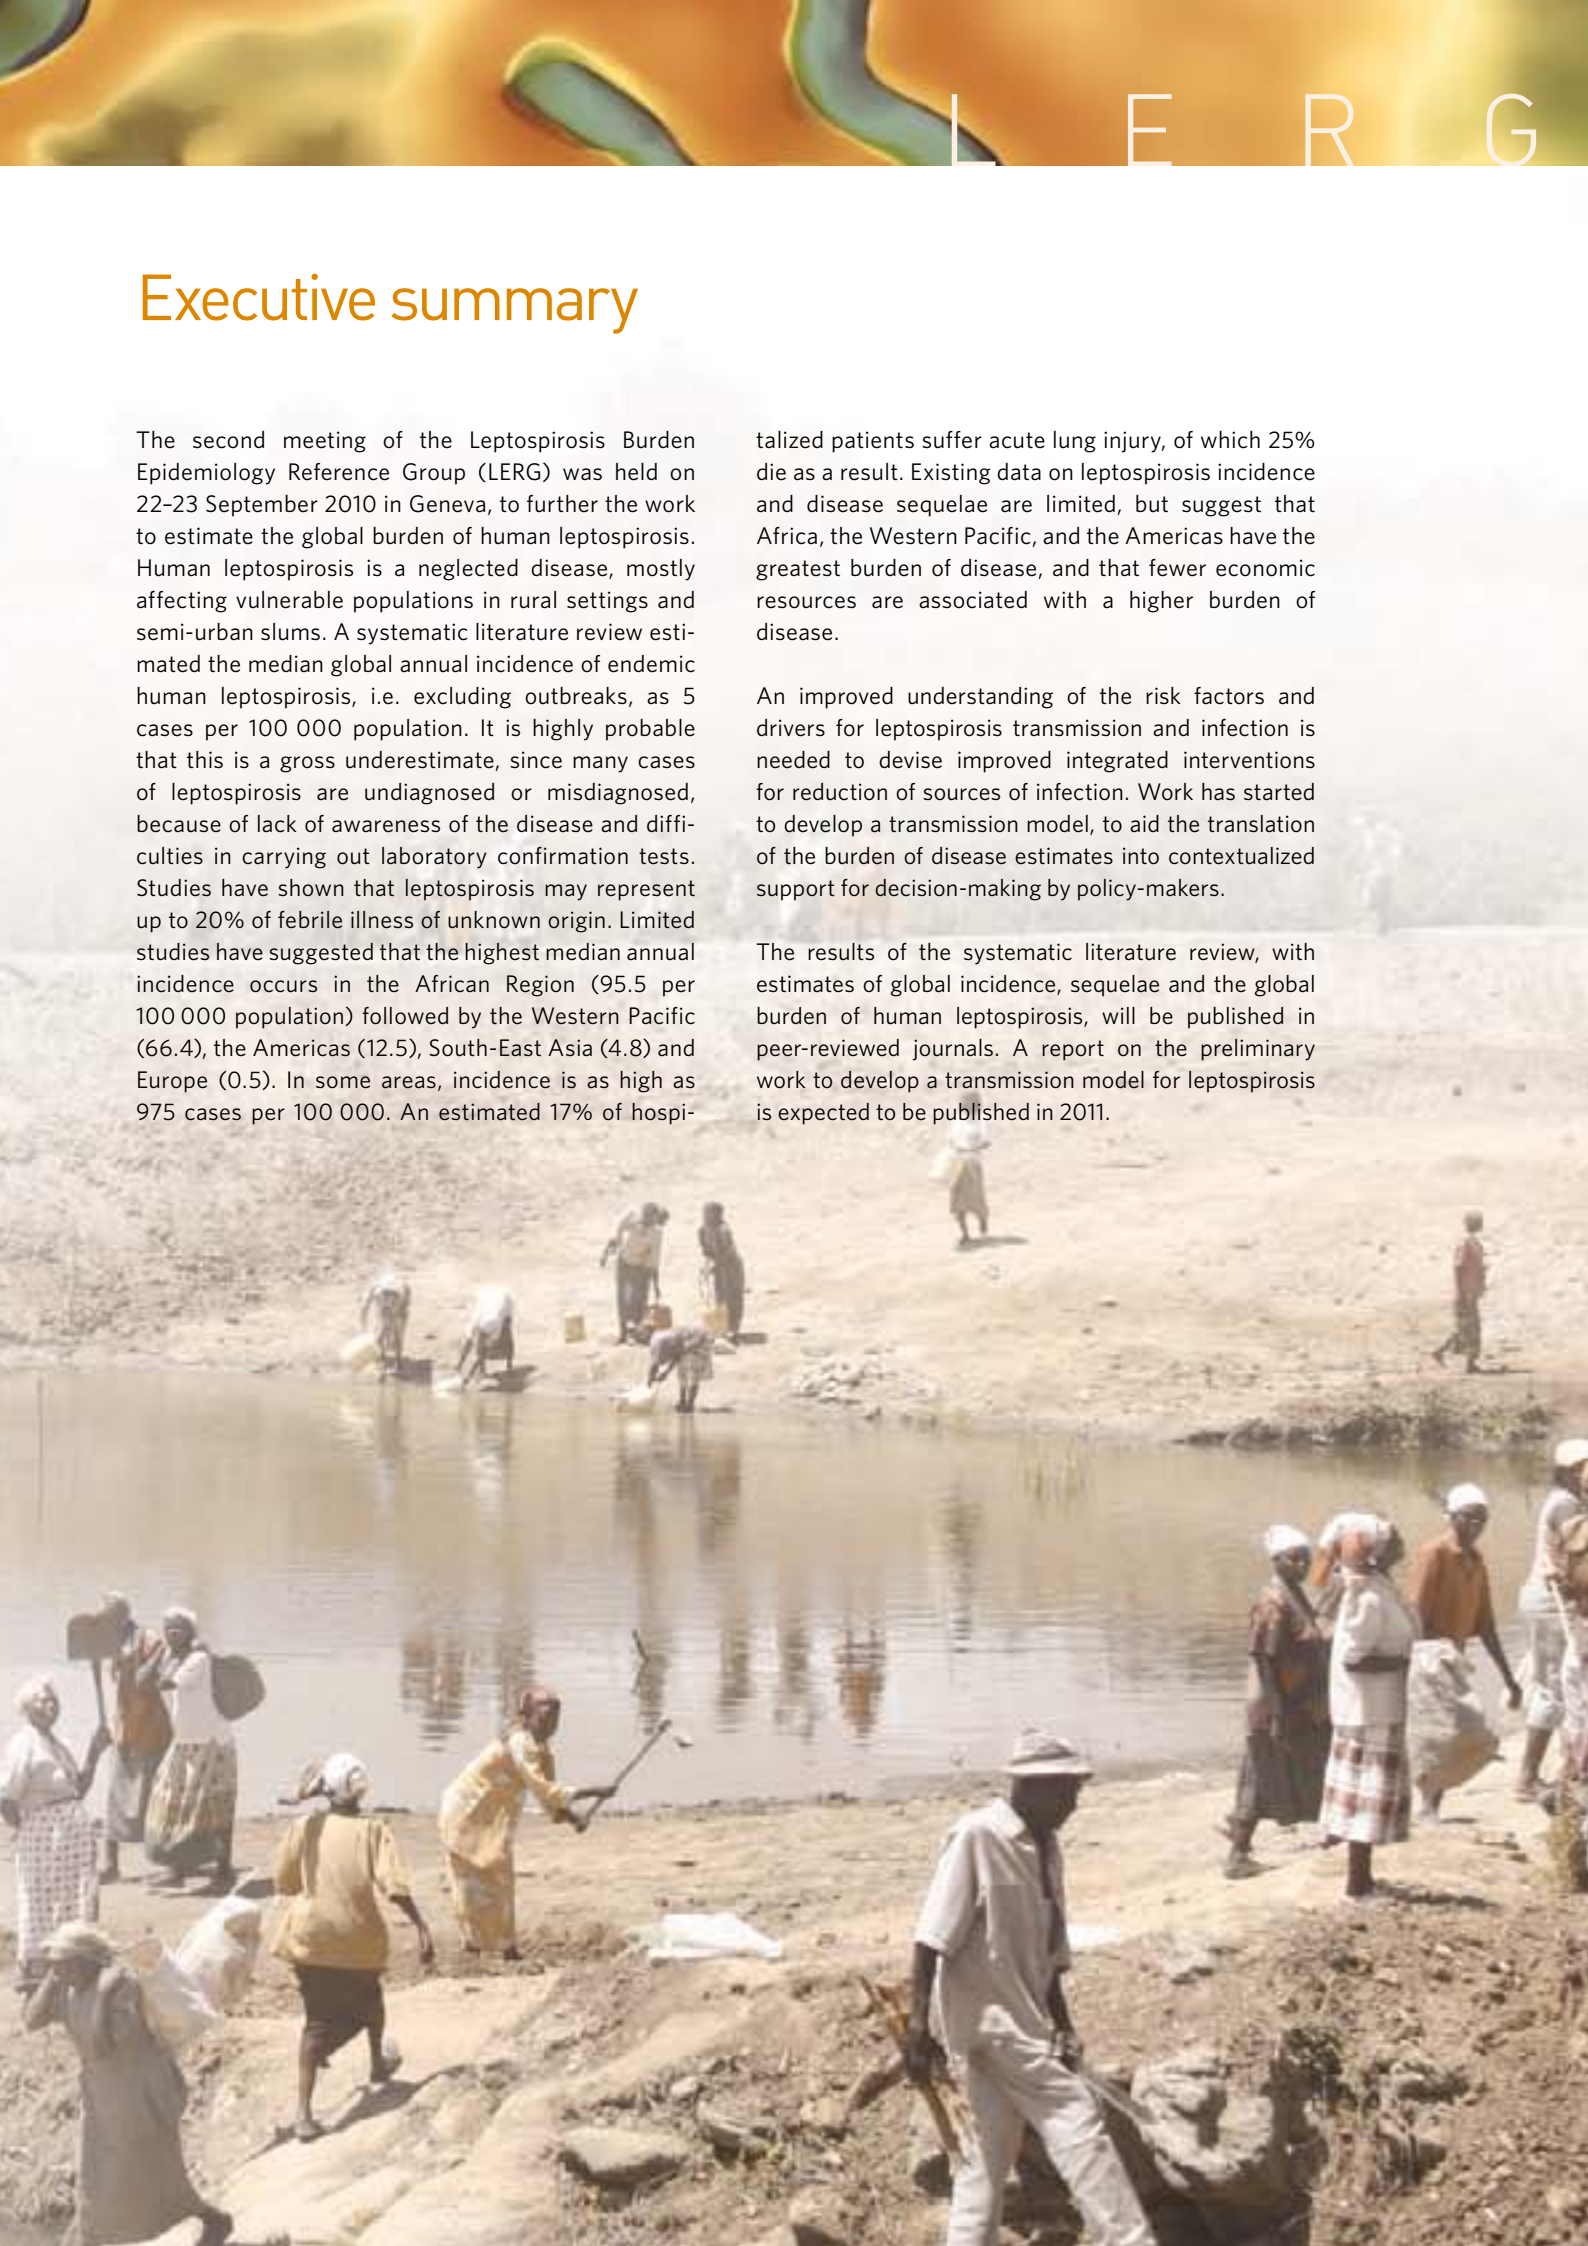 L E R G
Executive summary
The second meeting of the Leptospirosis Burden
Epidemiology Reference Group (LERG) was held on
22–23 September 2010 in Geneva, to further the work
to estimate the global burden of human leptospirosis.
Human leptospirosis is a neglected disease, mostly
affecting vulnerable populations in rural settings and
semi-urban slums. A systematic literature review esti-
mated the median global annual incidence of endemic
human leptospirosis, i.e. excluding outbreaks, as 5
cases per 100 000 population. It is highly probable
that this is a gross underestimate, since many cases
of leptospirosis are undiagnosed or misdiagnosed,
because of lack of awareness of the disease and diffi-
culties in carrying out laboratory confirmation tests.
Studies have shown that leptospirosis may represent
up to 20% of febrile illness of unknown origin. Limited
studies have suggested that the highest median annual
incidence occurs in the African Region (95.5 per
100 000 population) followed by the Western Pacific
(66.4), the Americas (12.5), South-East Asia (4.8) and
Europe (0.5). In some areas, incidence is as high as
975 cases per 100 000. An estimated 17% of hospi-
talized patients suffer acute lung injury, of which 25%
die as a result. Existing data on leptospirosis incidence
and disease sequelae are limited, but suggest that
Africa, the Western Pacific, and the Americas have the
greatest burden of disease, and that fewer economic
resources are associated with a higher burden of
disease.
An improved understanding of the risk factors and
drivers for leptospirosis transmission and infection is
needed to devise improved integrated interventions
for reduction of sources of infection. Work has started
to develop a transmission model, to aid the translation
of the burden of disease estimates into contextualized
support for decision-making by policy-makers.
The results of the systematic literature review, with
estimates of global incidence, sequelae and the global
burden of human leptospirosis, will be published in
peer-reviewed journals. A report on the preliminary
work to develop a transmission model for leptospirosis
is expected to be published in 2011.